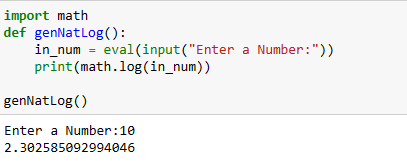 import math
def genNatLog():
    in_num = eval(input("Enter a Number:"))
    print(math.log(in_num))

genNatLog()
Enter a Number:10
2.302585092994046